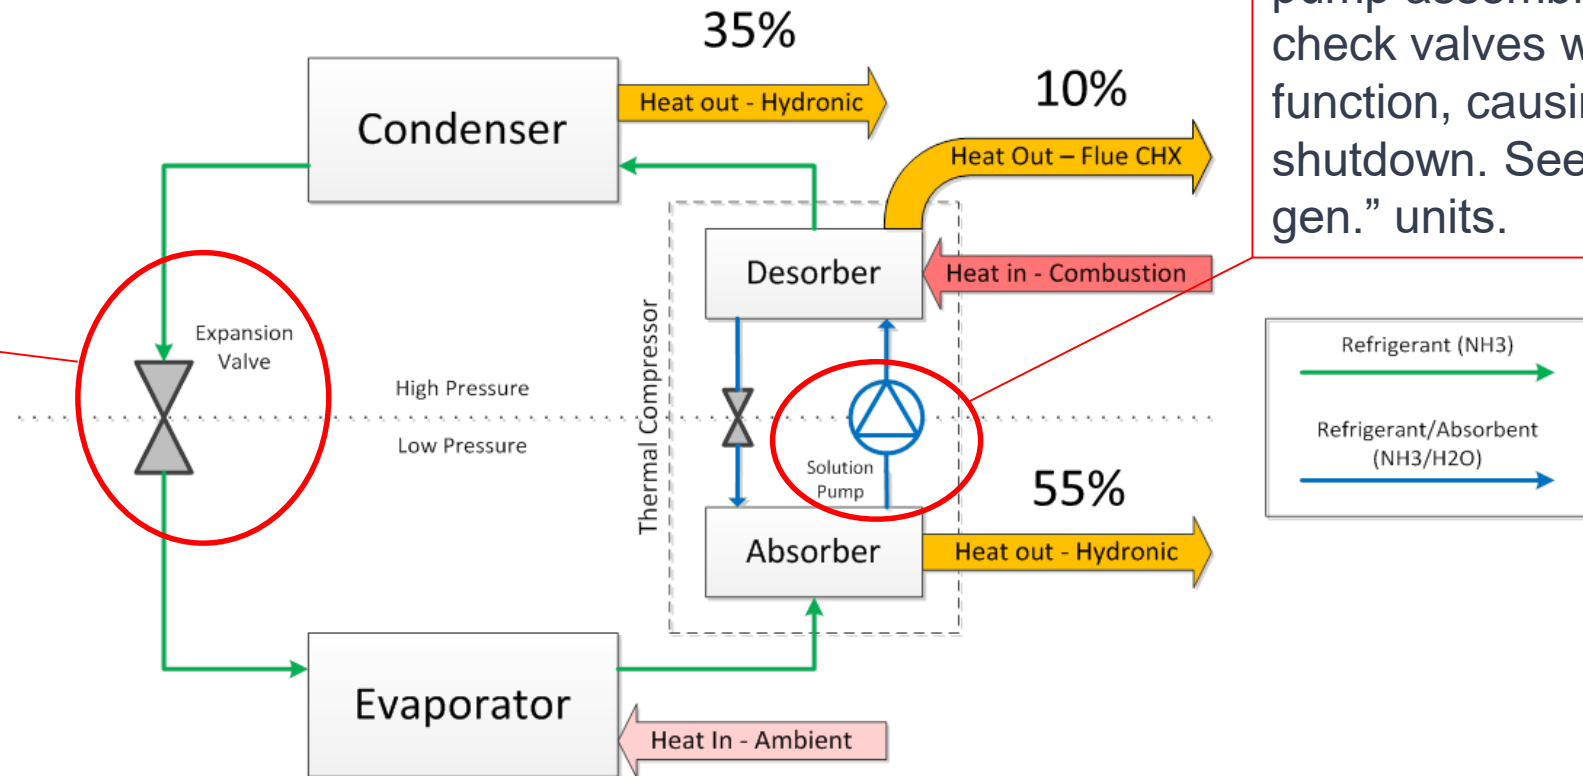 35%
Condenser
Heat out - Hydronic
10%
Heat Out – Flue CHX
Desorber
Heat in - Combustion
Expansion
Valve
High Pressure
Low Pressure
Thermal Compressor
Solution
Pump
55%
Absorber
Heat out - Hydronic
Evaporator
Heat In - Ambient
check valves
function,
shutdown. See
gen.” units.
Refrigerant (NH3)
Refrigerant/Absorbent
(NH3/H2O)